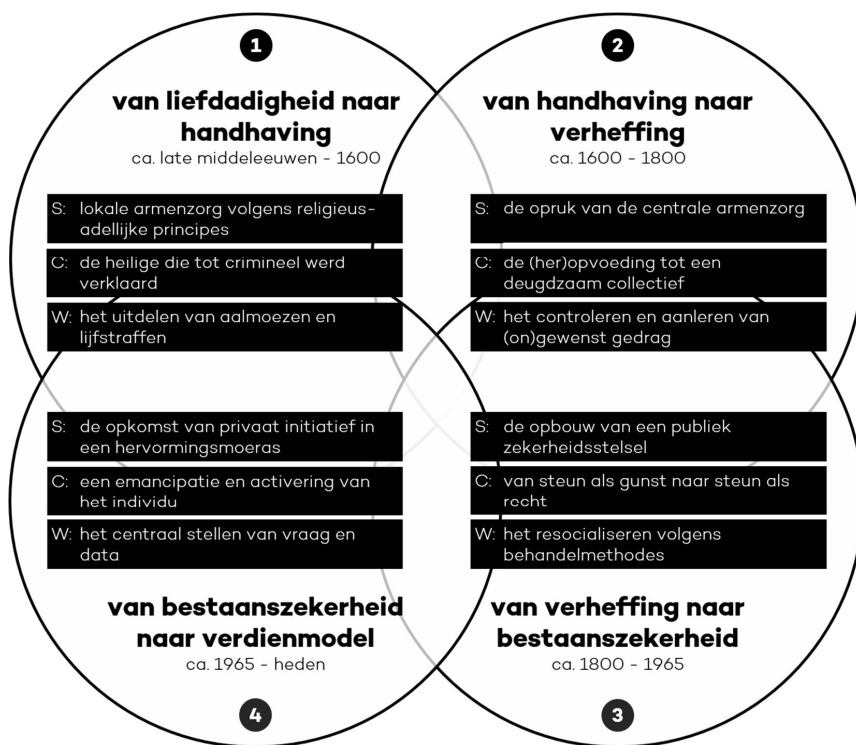 1
van liefdadigheid naar
handhaving
ca. late middeleeuwen - 1600
S: lokale armenzorg volgens religieus-
adellijke principes
C: de heilige die tot crimineel werd
verklaard
W: het uitdelen van aalmoezen en
lijfstraffen
2
van handhaving naar
verheffing
ca. 1600 - 1800
S: de opruk van de centrale armenzorg
C: de (her)opvoeding tot een
deugdzaam collectief
W: het controleren en aanleren van
(on)gewenst gedrag
S: de opbouw van een publiek
zekerheidsstelsel
C: van steun als gunst naar steun als
recht
W: het resocialiseren volgens
behandelmethodes
van verheffing naar
bestaanszekerheid
ca. 1800 - 1965
3
S: de opkomst van privaat initiatief in
een hervormingsmoeras
C: een emancipatie en activering van
het individu
W: het centraal stellen van vraag en
data
van bestaanszekerheid
naar verdienmodel
ca. 1965 - heden
4